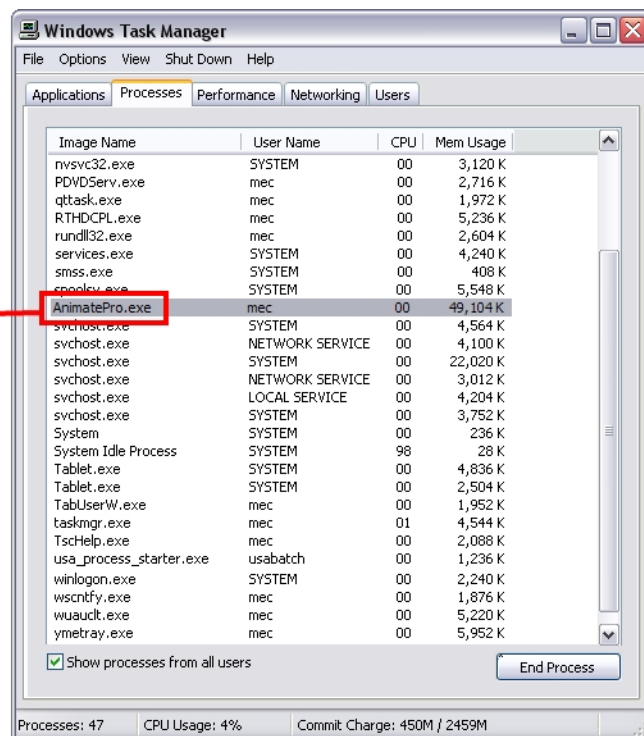 Windows Task Manager
File Options View Shut Down Help
Applications Processes Performance Networking Users
Image Name User Name CPU Mem Usage
nvsvc32.exe SYSTEM 00 3,120 K
PDVDServ.exe mec 00 2,716 K
qttask.exe mec 00 1,972 K
RTHDCPL.exe mec 00 5,236 K
rundll32.exe mec 00 2,604 K
services.exe SYSTEM 00 4,240 K
smss.exe SYSTEM 00 408 K
spoolsv.exe SYSTEM 00 5,548 K
AnimatePro.exe mec 00 49,104 K
svchost.exe SYSTEM 00 4,564 K
svchost.exe NETWORK SERVICE 00 4,100 K
svchost.exe SYSTEM 00 22,020 K
svchost.exe NETWORK SERVICE 00 3,012 K
svchost.exe LOCAL SERVICE 00 4,204 K
svchost.exe SYSTEM 00 3,752 K
System SYSTEM 00 236 K
System Idle Process SYSTEM 98 28 K
Tablet.exe SYSTEM 00 4,836 K
Tablet.exe SYSTEM 00 2,504 K
TabUserW.exe mec 00 1,952 K
taskmgr.exe mec 01 4,544 K
TscHelp.exe mec 00 2,088 K
usa_process_starter.exe usabatch 00 1,236 K
winlogon.exe SYSTEM 00 2,240 K
wscntfy.exe mec 00 1,876 K
wuauclt.exe mec 00 5,220 K
ymetray.exe mec 00 5,952 K
Show processes from all users End Process
Processes: 47 CPU Usage: 4% Commit Charge: 450M / 2459M